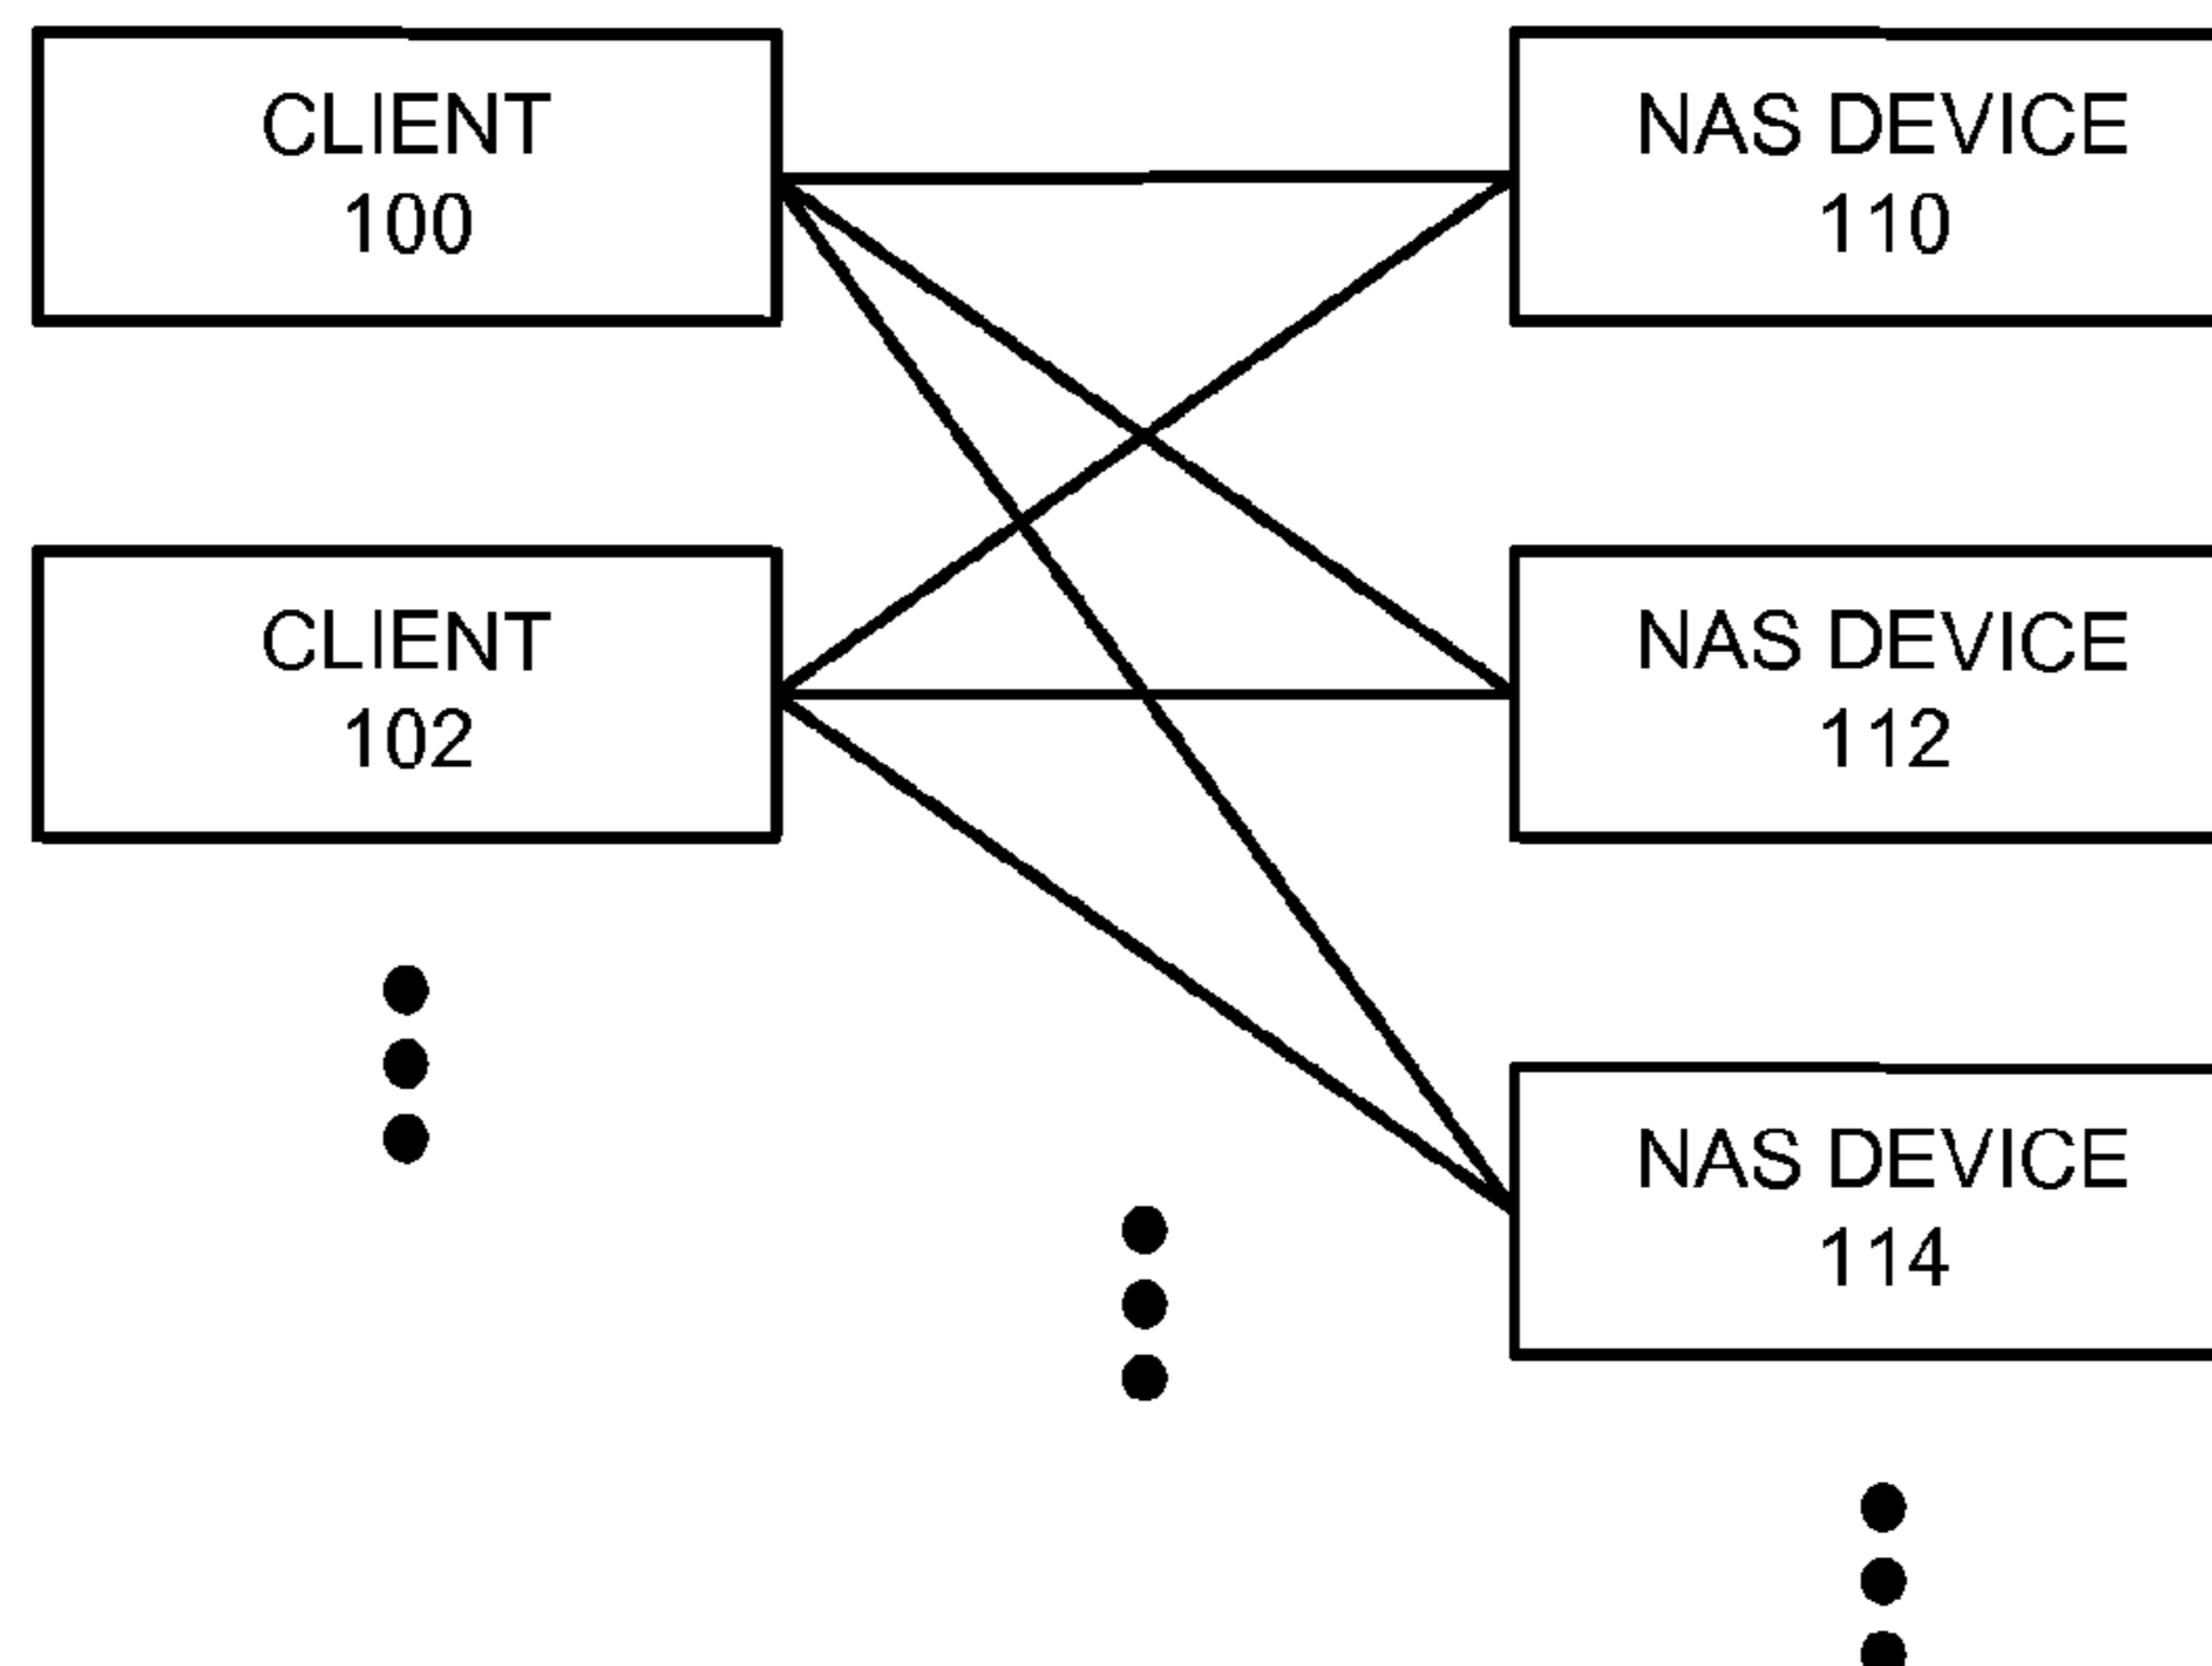 CLIENT
100
NAS DEVICE
110
CLIENT
102
NAS DEVICE
112
NAS DEVICE
114